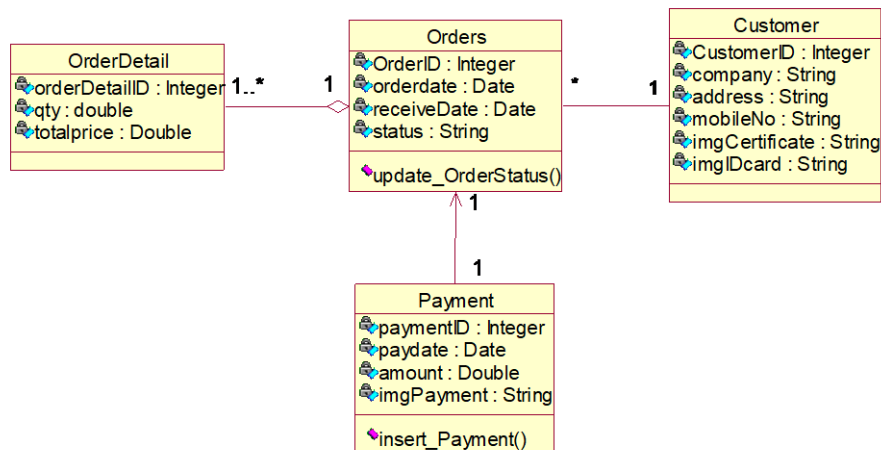 OrderDetail
orderDetailID : Integer
qty : double
totalprice : Double
1..*
1
Orders
OrderID : Integer
orderdate : Date
receiveDate : Date
status : String
update_OrderStatus()
*
1
Customer
CustomerID : Integer
company : String
address : String
mobileNo : String
imgCertificate : String
imgIDcard : String
1
1
Payment
paymentID : Integer
paydate : Date
amount : Double
imgPayment : String
insert_Payment()